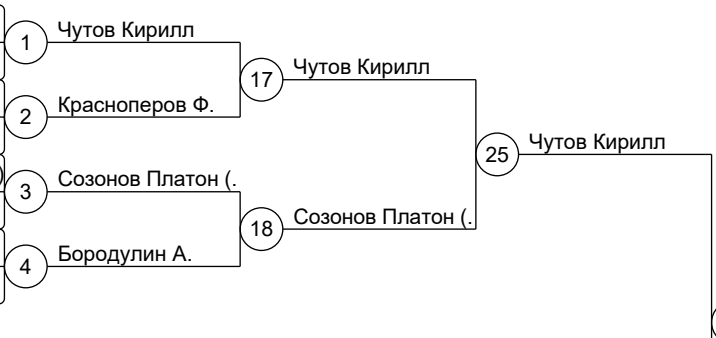 1
Чутов Кирилл
2
Красноперов Ф.
3
Созонов Платон (.
4
Бородулин А.
17
Чутов Кирилл
18
Созонов Платон (.
25
Чутов Кирилл
)